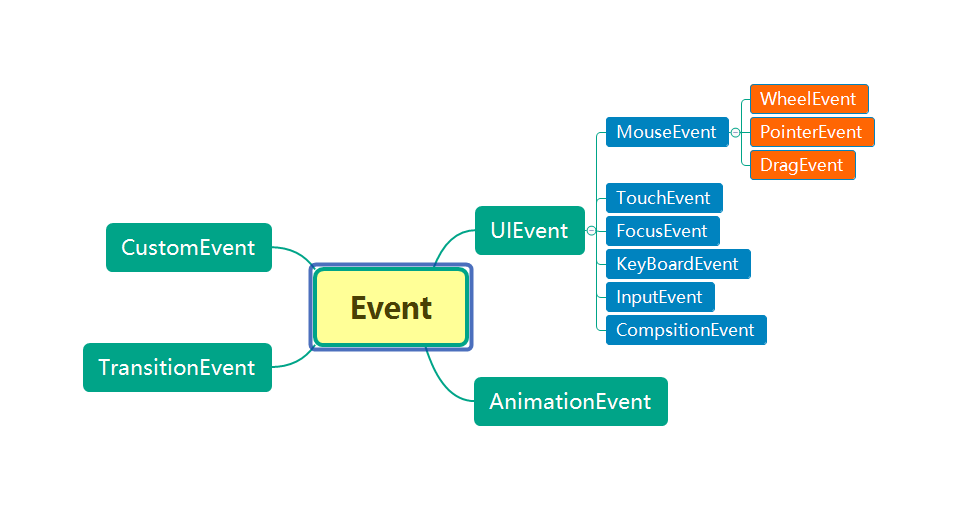 WheelEvent
MouseEvent
PointerEvent
DragEvent
TouchEvent
UIEvent
FocusEvent
CustomEvent
KeyBoardEvent
InputEvent
Event
CompsitionEvent
TransitionEvent
AnimationEvent